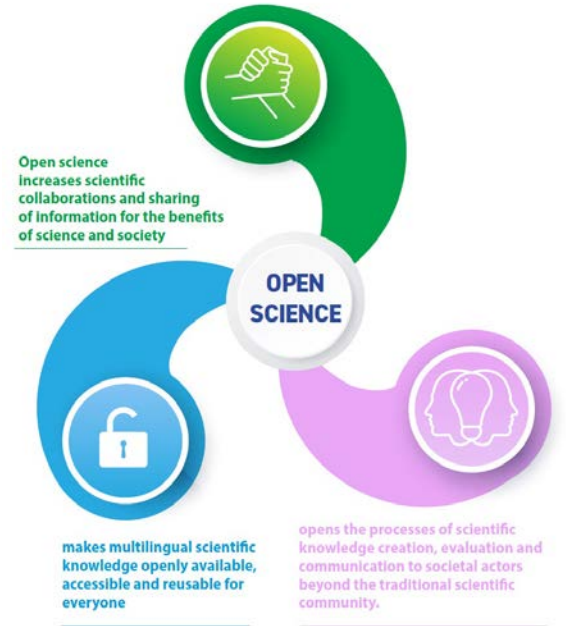 Open science
increases scientific
collaborations and sharing
of information for the benefits
of science and society
OPEN
SCIENCE
makes multilingual scientific
knowledge openly available,
accessible and reusable for
everyone
opens the processes of scientific
knowledge creation, evaluation and
communication to societal actors
beyond the traditional scientific
community.